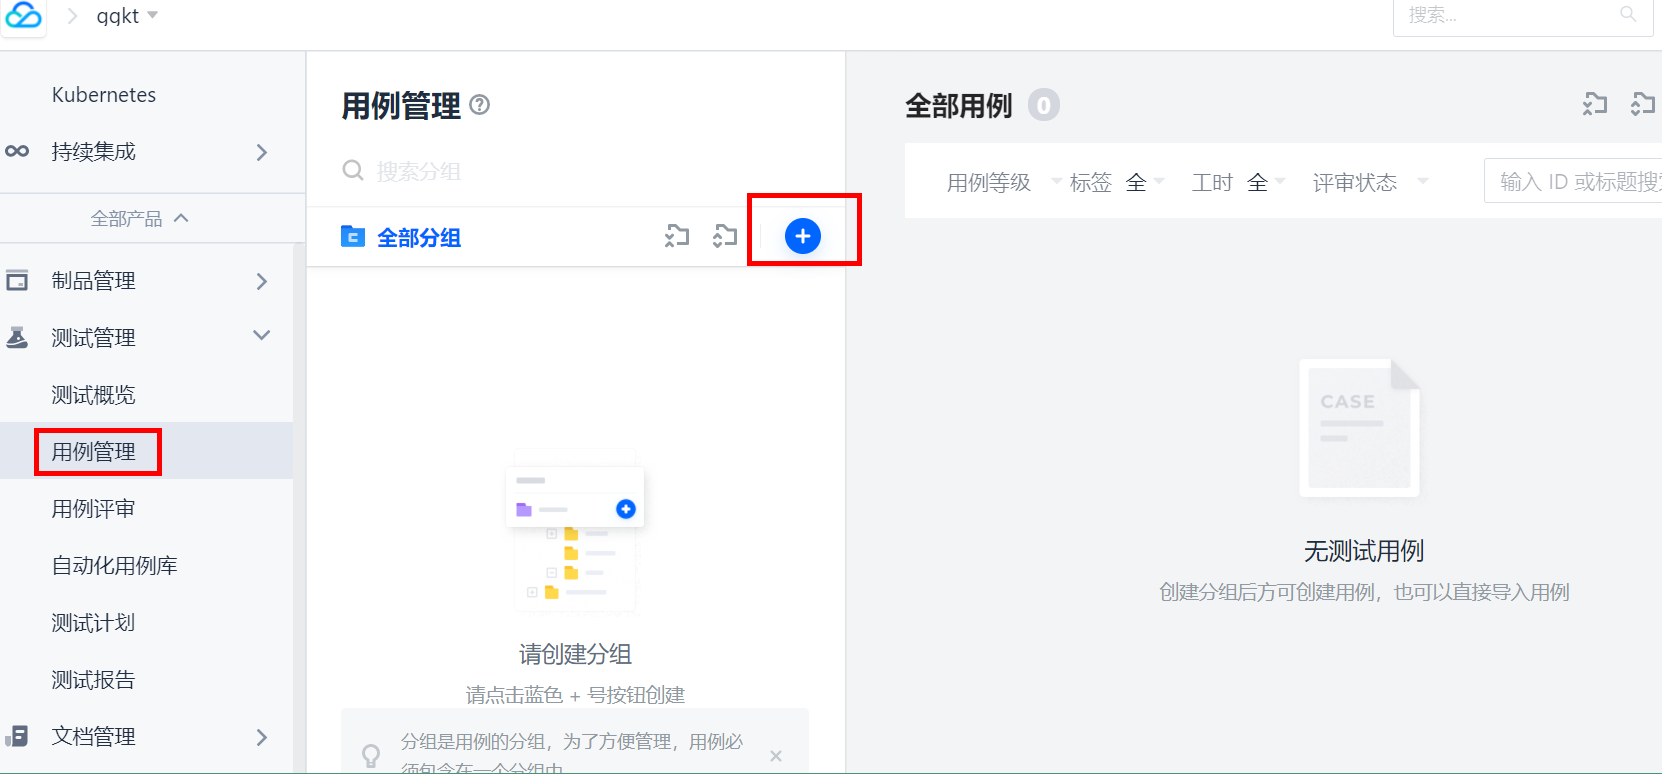 qgkt
搜索...
Kubernetes
持续集成
全部产品
制品管理
测试管理
测试概览
用例管理
用例评审
自动化用例库
测试计划
测试报告
文档管理
用例管理
搜索分组
全部分组
请创建分组
请点击蓝色 + 号按钮创建
分组是用例的分组，为了方便管理，用例必
须包含在一个分组中
全部用例 0
用例等级 标签 全 工时 全 评审状态 输入 ID 或标题搜
CASE
无测试用例
创建分组后方可创建用例，也可以直接导入用例